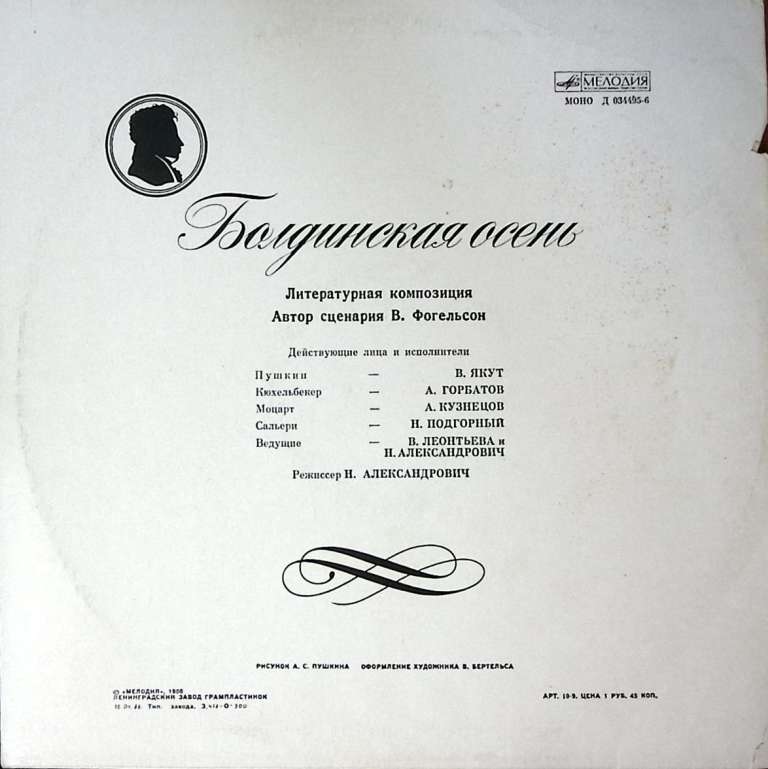 МЕЛОДИЯ
МОНО Д 034495-6
Болдинская осень
Литературная композиция
Автор сценария В. Фогельсон
Действующие лица и исполнители
Пушкин — В. ЯКУТ
Кюхельбекер — А. ГОРБАТОВ
Моцарт — А. КУЗНЕЦОВ
Сальери — Н. ПОДГОРНЫЙ
Ведущие — В. ЛЕОНТЬЕВА и
Н. АЛЕКСАНДРОВИЧ
Режиссер Н. АЛЕКСАНДРОВИЧ
РИСУНОК А. С. ПУШКИНА ОФОРМЛЕНИЕ ХУДОЖНИКА В. БЕРТЕЛЬСА
© «МЕЛОДИЯ»,
ЛЕНИНГРАДСКИЙ ЗАВОД ГРАМПЛАСТИНОК
Тип. завода.
АРТ. 10-9. ЦЕНА 1 РУБ. 45 КОП.